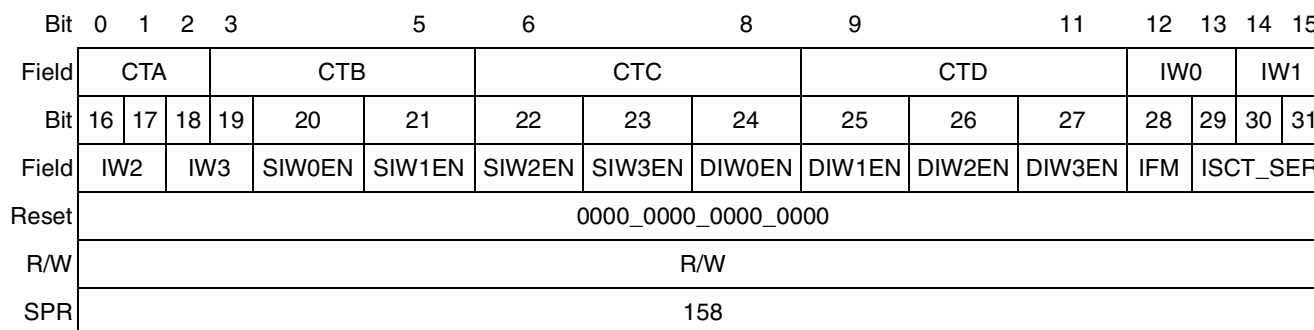 Bit 0 1 2 3 5 6 8 9 11 12 13 14 15
Field CTA CTB CTC CTD IW0 IW1
Bit 16 17 18 19 20 21 22 23 24 25 26 27 28 29 30 31
Field IW2 IW3 SIW0EN SIW1EN SIW2EN SIW3EN DIW0EN DIW1EN DIW2EN DIW3EN IFM ISCT_SER
Reset 0000_0000_0000_0000
R/W R/W
SPR 158